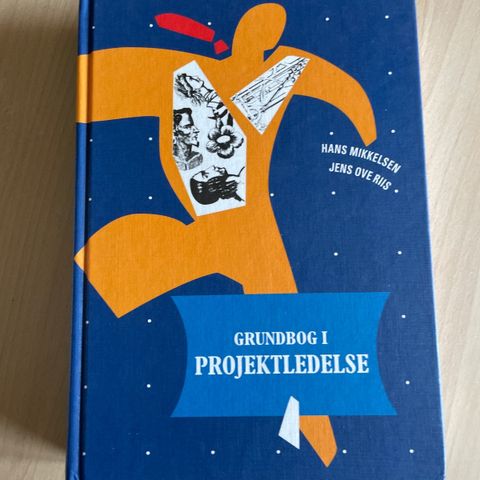 HANS MIKKELSEN
JENS OVE RIIS
GRUNDBOG I
PROJEKTLEDELSE